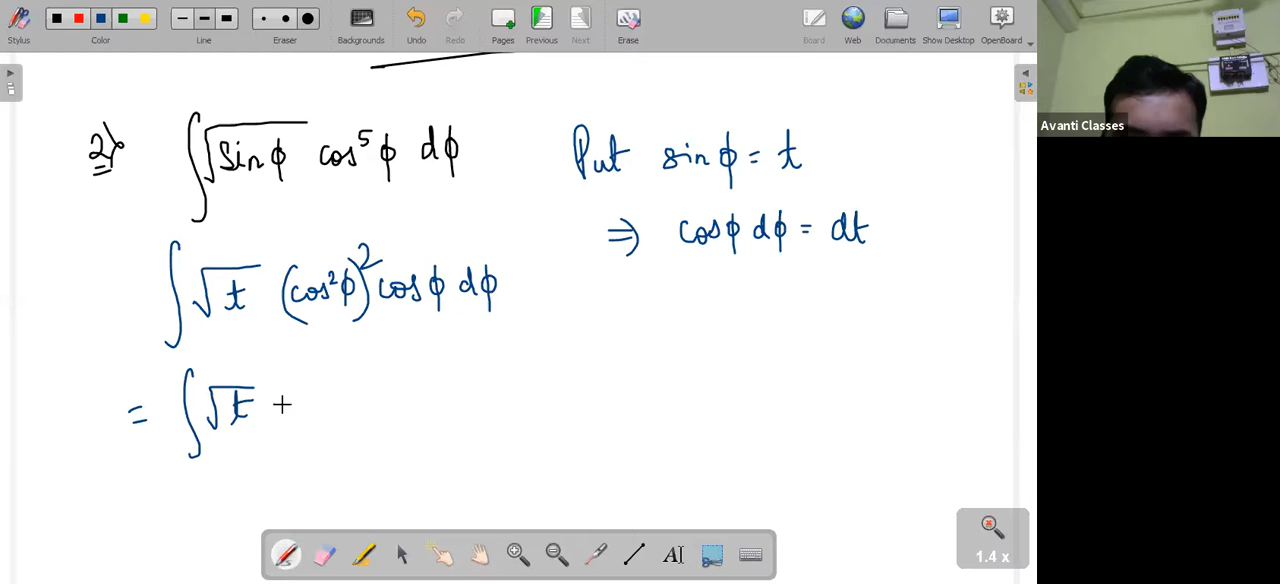 Stylus Color Line Eraser Backgrounds Undo Redo Pages Previous Next Erase Board Web Documents Show Desktop OpenBoard
Avanti Classes
2) ∫√sinϕ cos⁵ϕ dϕ
Put sinϕ = t
⇒ cosϕ dϕ = dt
∫√t (cos²ϕ)² cosϕ dϕ
= ∫√t
1.4 x